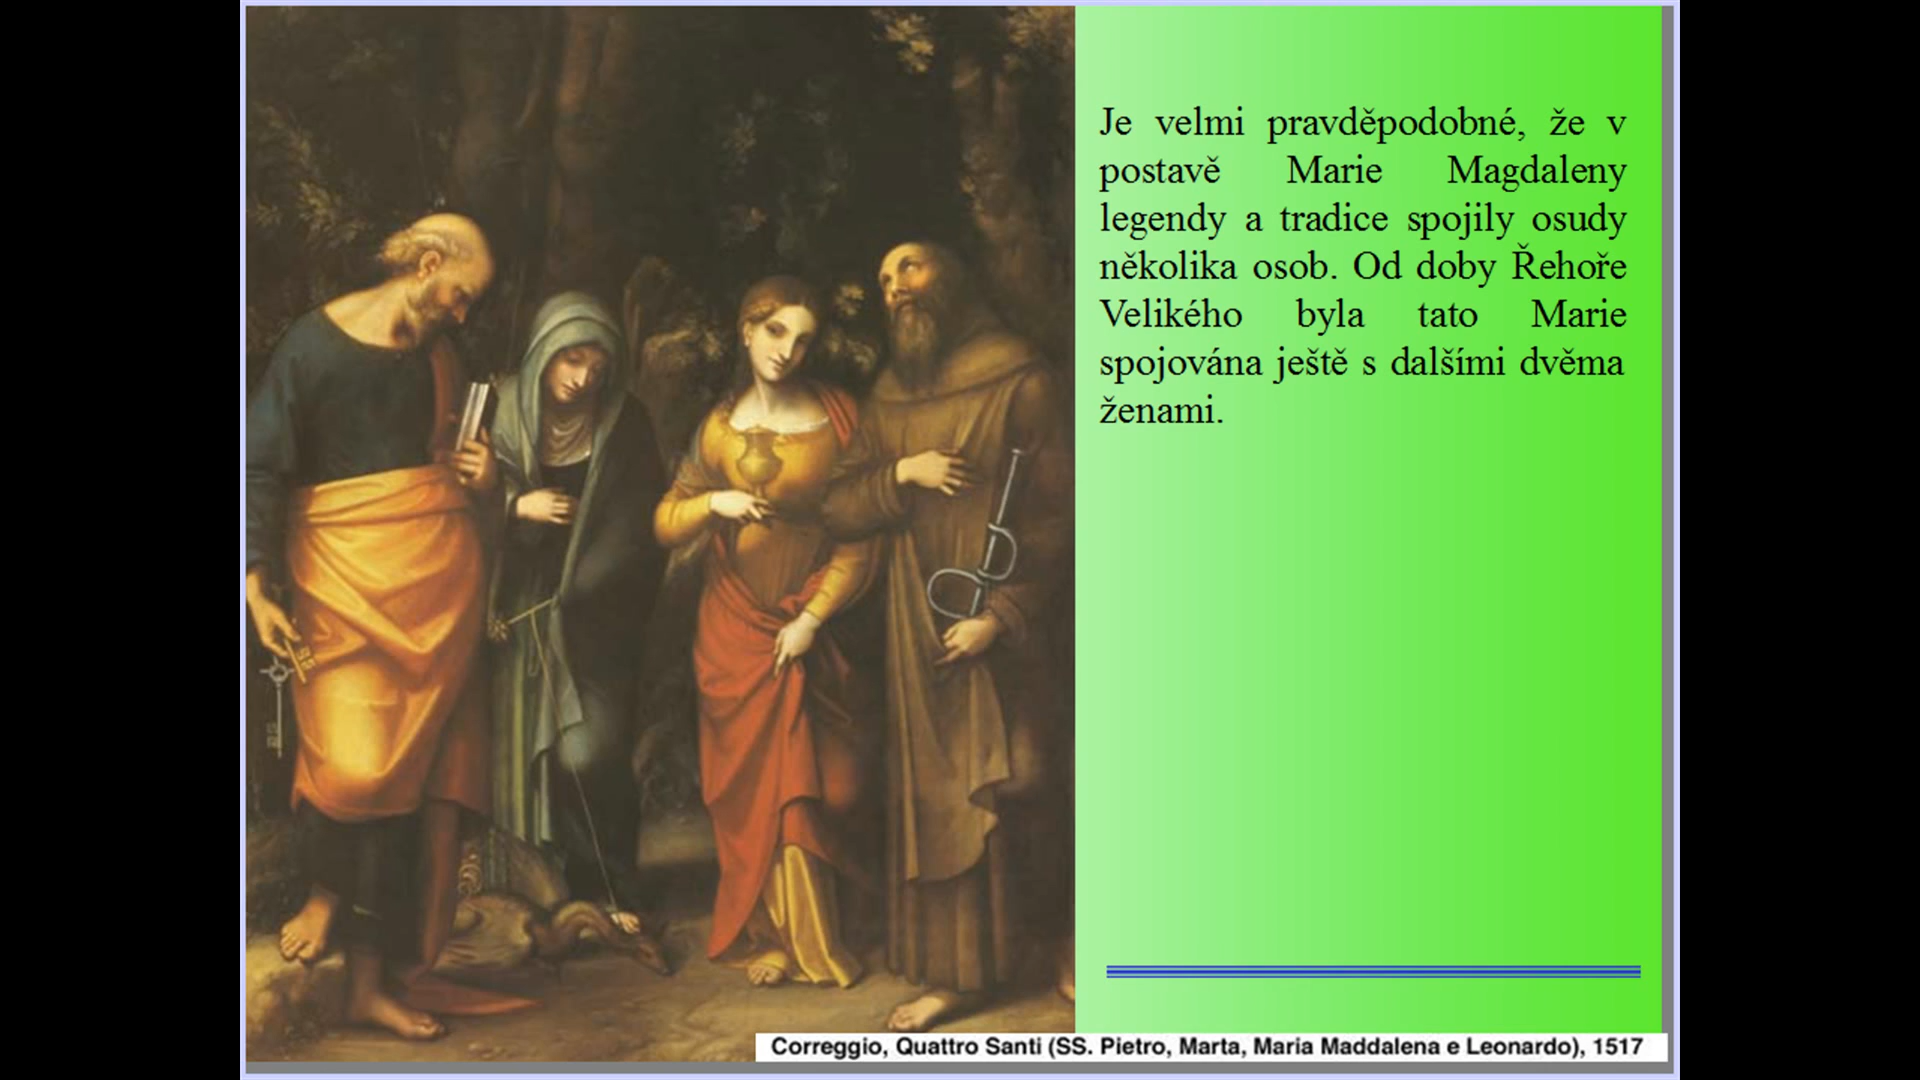 Je velmi pravděpodobné, že v
postavě Marie Magdaleny
legendy a tradice spojily osudy
několika osob. Od doby Řehoře
Velikého byla tato Marie
spojována ještě s dalšími dvěma
ženami.
Correggio, Quattro Santi (SS. Pietro, Marta, Maria Maddalena e Leonardo), 1517